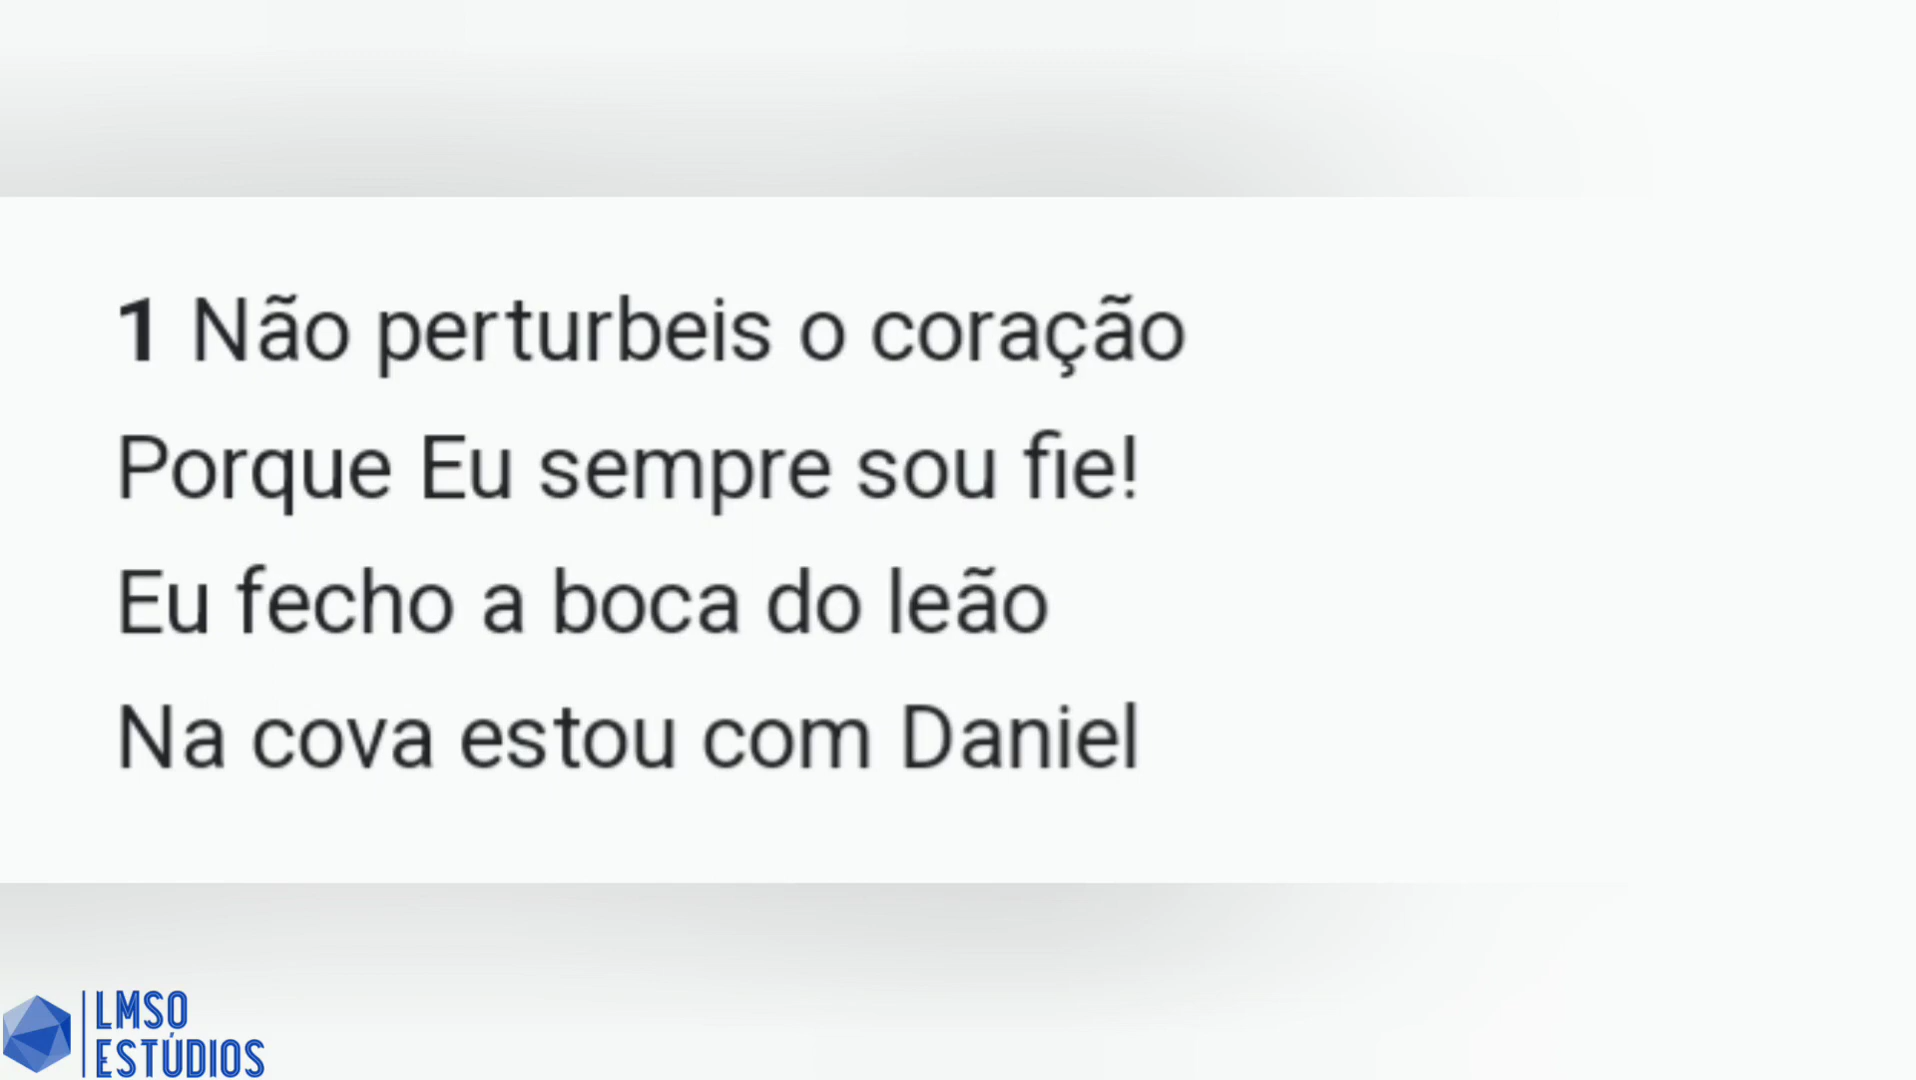 1 Não perturbeis o coração
Porque Eu sempre sou fie!
Eu fecho a boca do leão
Na cova estou com Daniel
LMSO
ESTÚDIOS